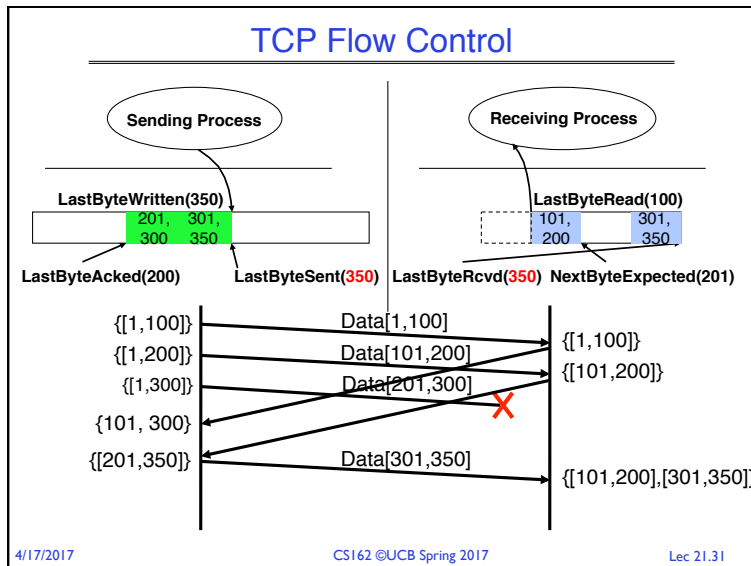 TCP Flow Control
Sending Process
Receiving Process
LastByteWritten(350)
LastByteRead(100)
201, 301,
300 350
101, 301,
200 350
LastByteAcked(200)
LastByteSent(350)
LastByteRcvd(350)
NextByteExpected(201)
{[1,100]}
Data[1,100]
{[1,100]}
{[1,200]}
Data[101,200]
{[101,200]}
{[1,300]}
Data[201,300]
{101, 300}
{[201,350]}
Data[301,350]
{[101,200],[301,350]}
4/17/2017
CS162 ©UCB Spring 2017
Lec 21.31